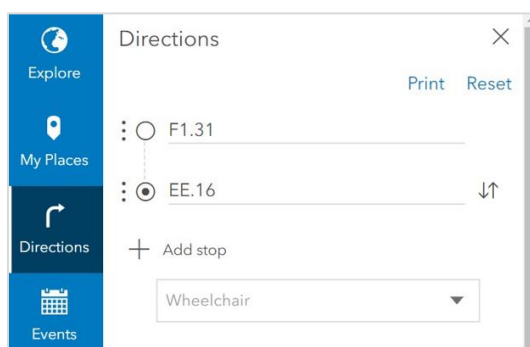 Explore
My Places
Directions
Events
Directions
Print Reset
F1.31
EE.16
Add stop
Wheelchair